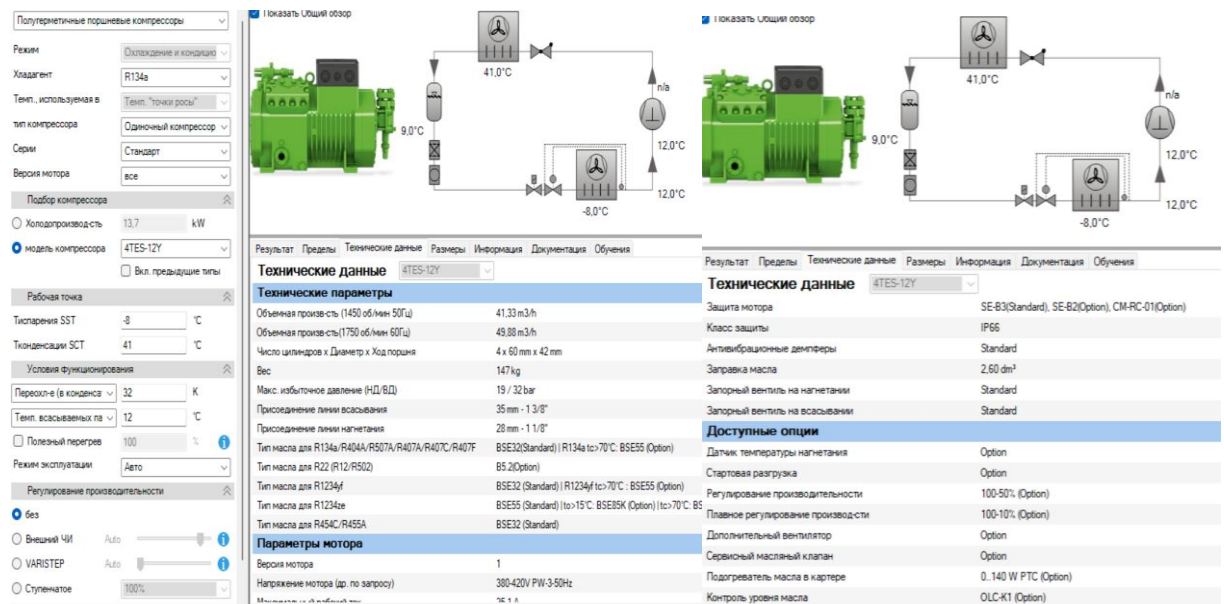 Полугерметичные поршневые компрессоры
Режим Охлаждение и кондицио
Хладагент R134a
Темп., используемая в Темп. "точки росы"
тип компрессора Одиночный компрессор
Серии Стандарт
Версия мотора все
Подбор компрессора
Холодопроизвод-сть 13,7 kW
модель компрессора 4TES-12Y
Вкл. предыдущие типы
Рабочая точка
Тиспарения SST -8 °C
Тконденсации SCT 41 °C
Условия функционирования
Переохл-е (в конденса 32 K
Темп. всасываемых па 12 °C
Полезный перегрев 100 %
Режим эксплуатации Авто
Регулирование производительности
без
Внешний ЧИ Auto
VARISTEP Auto
Ступенчатое 100%
Показать Общий обзор
41,0°C
n/a
9,0°C
12,0°C
12,0°C
-8,0°C
Результат Пределы Технические данные Размеры Информация Документация Обучения
Технические данные 4TES-12Y
Технические параметры
Объемная произв-сть (1450 об/мин 50Гц) 41,33 m3/h
Объемная произв-сть(1750 об/мин 60Гц) 49,88 m3/h
Число цилиндров x Диаметр x Ход поршня 4 x 60 mm x 42 mm
Вес 147 kg
Макс. избыточное давление (НД/ВД) 19 / 32 bar
Присоединение линии всасывания 35 mm - 1 3/8"
Присоединение линии нагнетания 28 mm - 1 1/8"
Тип масла для R134a/R404A/R507A/R407A/R407C/R407F BSE32(Standard) | R134a tc>70°C: BSE55 (Option)
Тип масла для R22 (R12/R502) B5.2(Option)
Тип масла для R1234yf BSE32 (Standard) | R1234yf tc>70°C : BSE55 (Option)
Тип масла для R1234ze BSE55 (Standard) |to>15°C: BSE85K (Option) |tc>70°C: BS
Тип масла для R454C/R455A BSE32 (Standard)
Параметры мотора
Версия мотора 1
Напряжение мотора (др. по запросу) 380-420V PW-3-50Hz
Максимальный рабочий ток 25.1 A
Показать Общий обзор
41,0°C
n/a
9,0°C
12,0°C
12,0°C
-8,0°C
Результат Пределы Технические данные Размеры Информация Документация Обучения
Технические данные 4TES-12Y
Защита мотора SE-B3(Standard), SE-B2(Option), CM-RC-01(Option)
Класс защиты IP66
Антивибрационные демпферы Standard
Заправка масла 2,60 dm³
Запорный вентиль на нагнетании Standard
Запорный вентиль на всасывании Standard
Доступные опции
Датчик температуры нагнетания Option
Стартовая разгрузка Option
Регулирование производительности 100-50% (Option)
Плавное регулирование производ-сти 100-10% (Option)
Дополнительный вентилятор Option
Сервисный масляный клапан Option
Подогреватель масла в картере 0..140 W PTC (Option)
Контроль уровня масла OLC-K1 (Option)